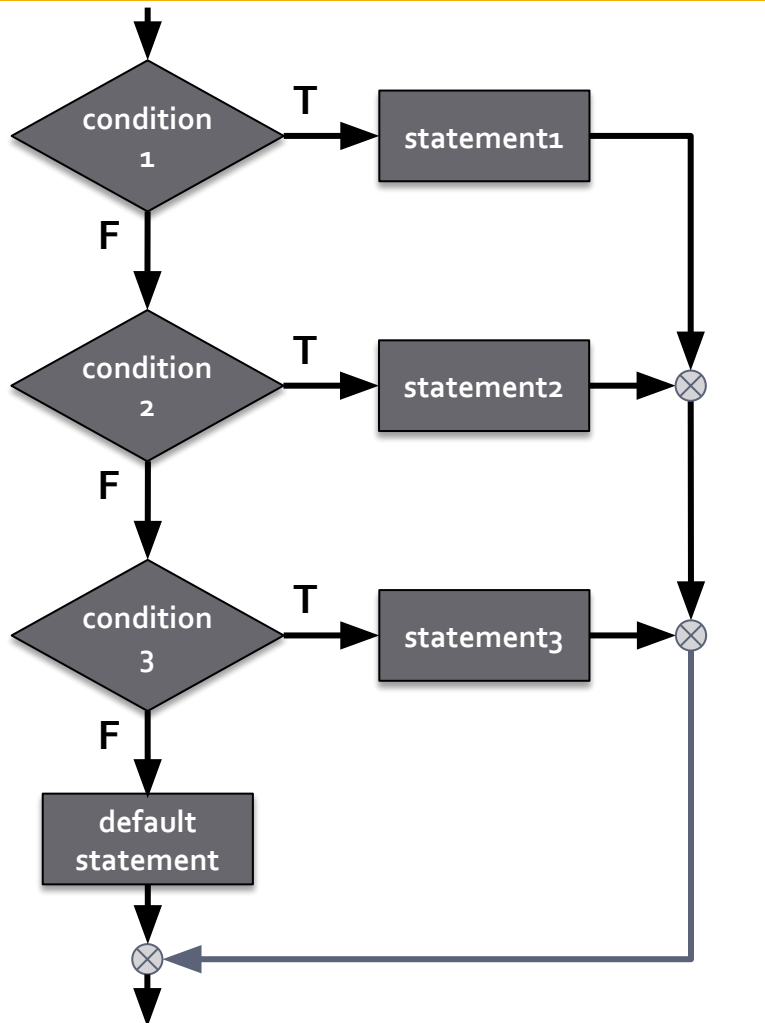 condition
1
T
statement1
F
condition
2
T
statement2
F
condition
3
T
statement3
F
default
statement